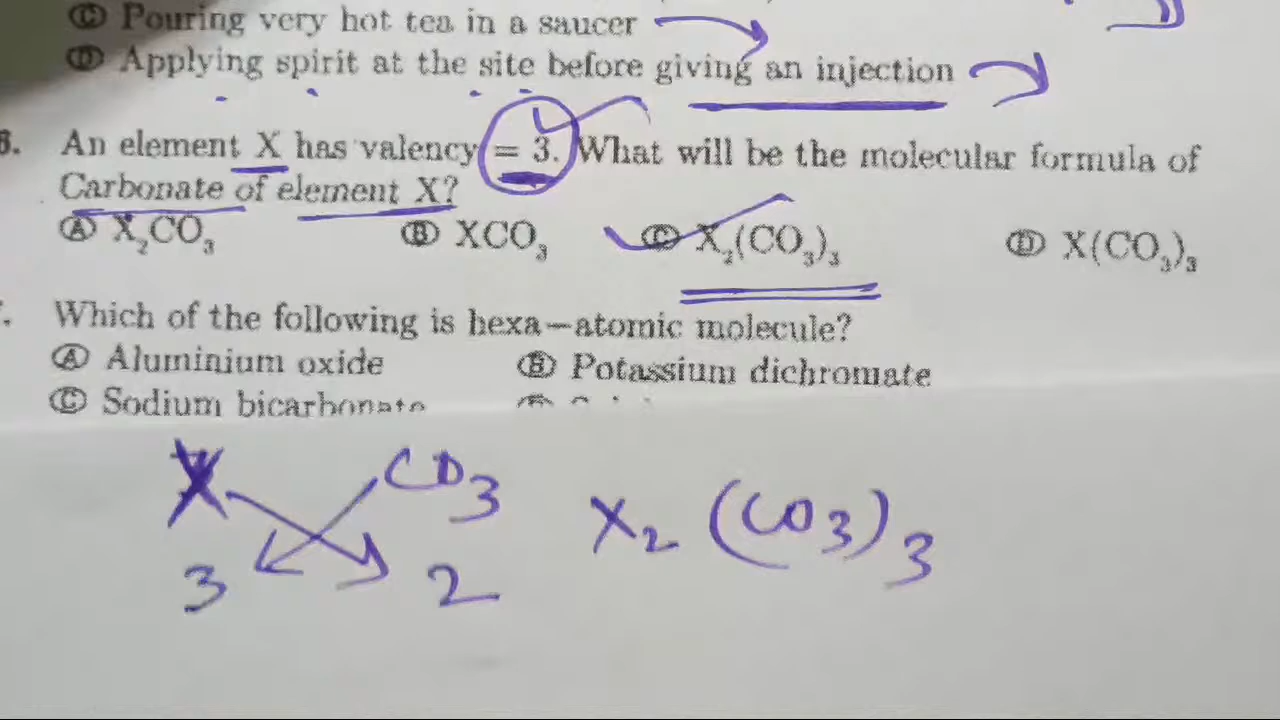 Ⓒ Pouring very hot tea in a saucer
Ⓓ Applying spirit at the site before giving an injection
An element X has valency = 3. What will be the molecular formula of
Carbonate of element X?
Ⓐ X₂CO₃ Ⓑ XCO₃ Ⓒ X₂(CO₃)₃ Ⓓ X(CO₃)₃
Which of the following is hexa–atomic molecule?
Ⓐ Aluminium oxide Ⓑ Potassium dichromate
Ⓒ Sodium bicarbonate
X CO₃ X₂(CO₃)₃
3 2